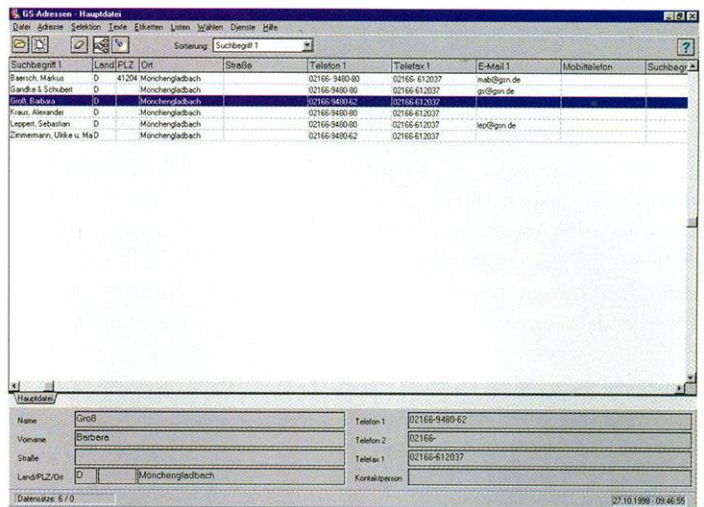 GS-Adressen - Hauptdatei
Datei Adresse Selektion Texte Etiketten Listen Wählen Dienste Hilfe
Sortierung: Suchbegriff 1
Suchbegriff 1 Land PLZ Ort Straße Telefon 1 Telefax 1 E-Mail 1 Mobiltelefon Suchbegr
Baersch, Markus D 41204 Mönchengladbach 02166- 9480-80 02166- 612037 mab@gsn.de
Gandke & Schubert D Mönchengladbach 02166-9480-80 02166-612037 gs@gsn.de
Groß, Barbara D Mönchengladbach 02166-9480-62 02166-612037
Kraus, Alexander D Mönchengladbach 02166-9480-80 02166-612037
Leppert, Sebastian D Mönchengladbach 02166-9480-80 02166-612037 lep@gsn.de
Zimmermann, Ulrike u. Ma D Mönchengladbach 02166-9480-62 02166-612037
Hauptdatei
Name Groß Telefon 1 02166-9480-62
Vorname Barbara Telefon 2 02166-
Straße Telefax 1 02166-612037
Land/PLZ/Ort D Mönchengladbach Kontaktperson
Datensätze: 6 / 0 27.10.1998 - 09:46:55